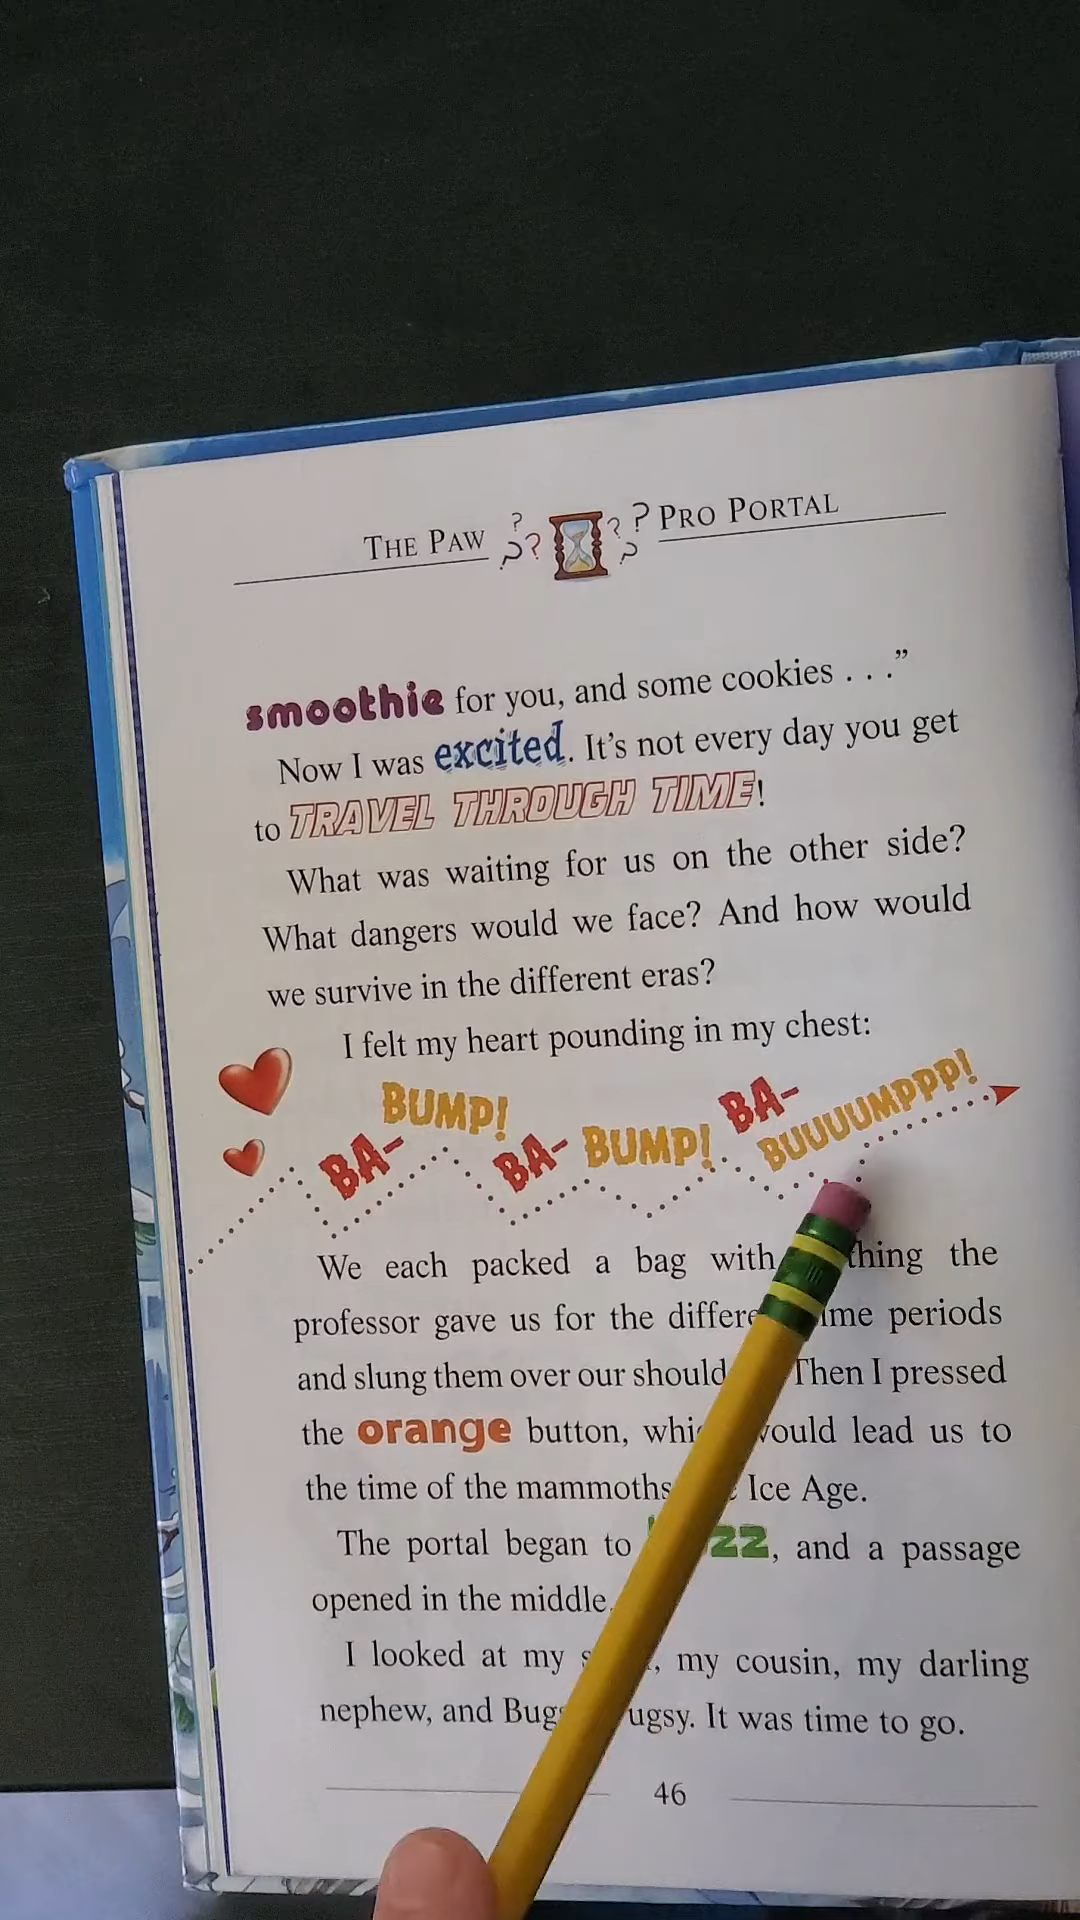 THE PAW PRO PORTAL
smoothie for you, and some cookies . . .”
Now I was excited. It’s not every day you get
to TRAVEL THROUGH TIME!
What was waiting for us on the other side?
What dangers would we face? And how would
we survive in the different eras?
I felt my heart pounding in my chest:
BA-BUMP! BA-BUMP! BA-BUUUUMPPP!
We each packed a bag with thing the
professor gave us for the differe ime periods
and slung them over our should Then I pressed
the orange button, whi would lead us to
the time of the mammoths Ice Age.
The portal began to zz, and a passage
opened in the middle.
I looked at my s , my cousin, my darling
nephew, and Bugs ugsy. It was time to go.
46